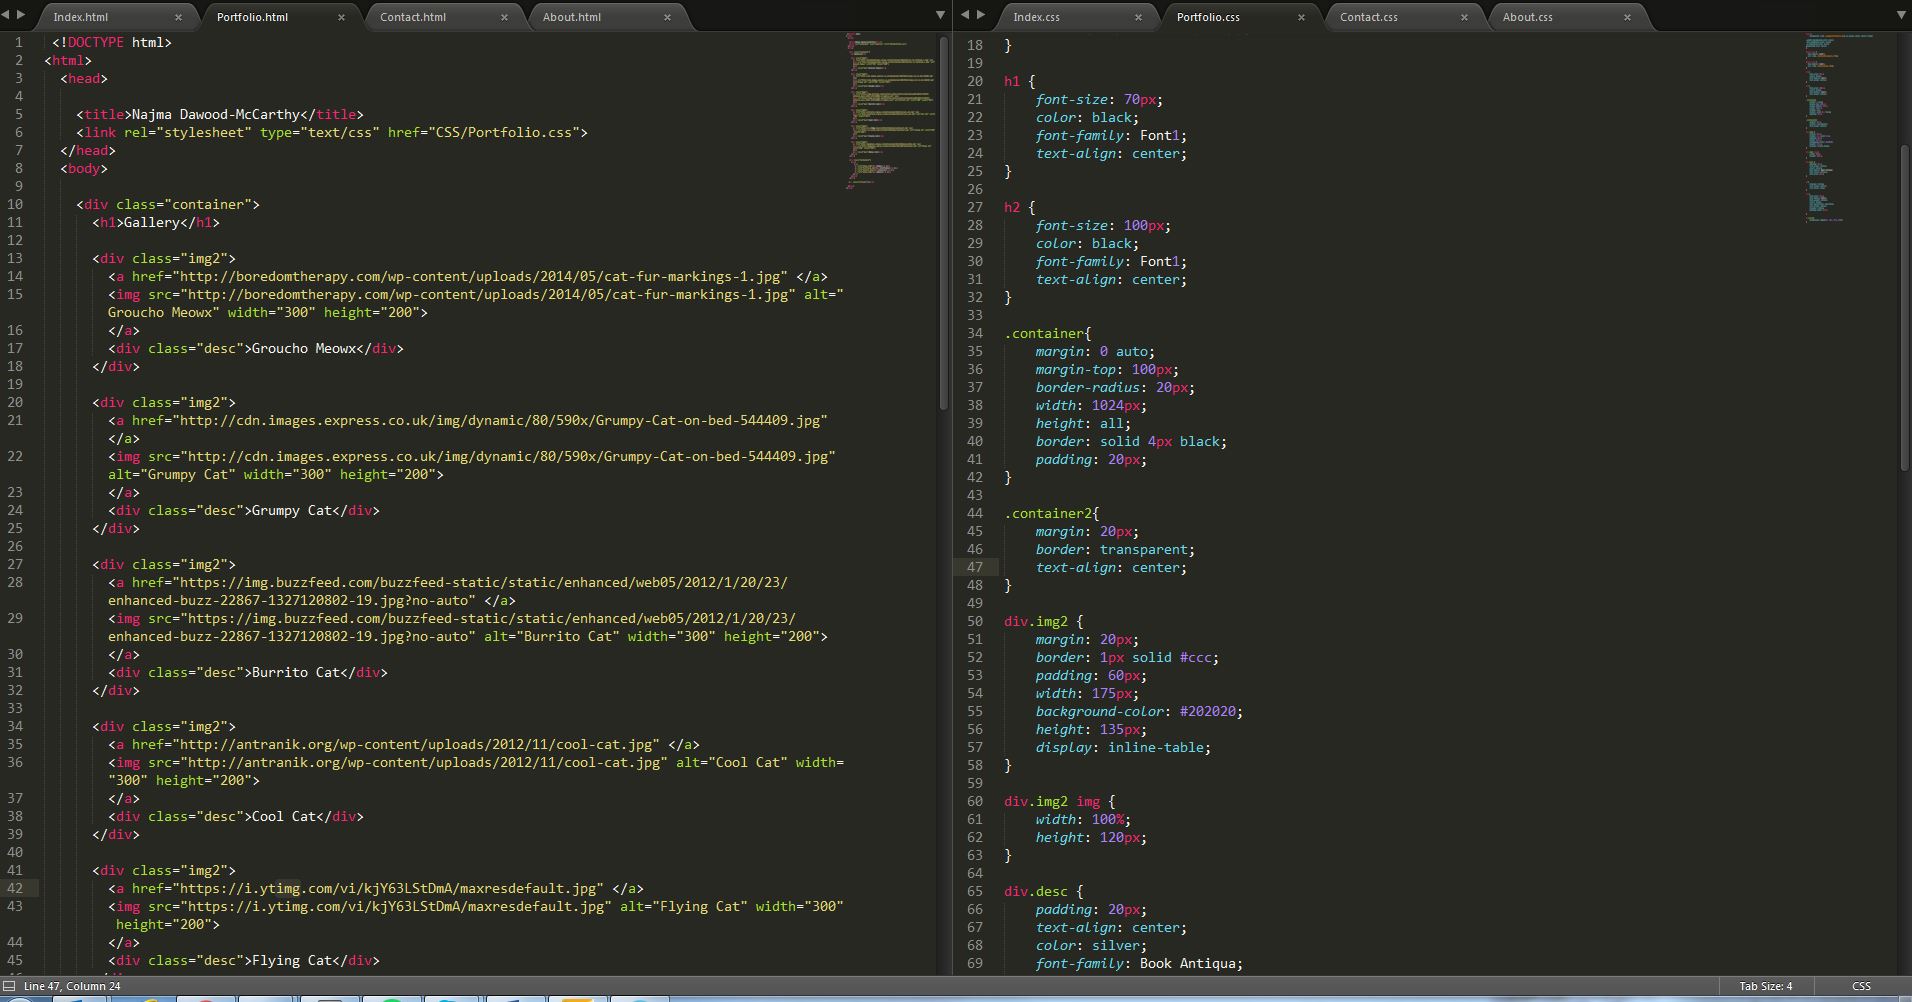 Index.html × Portfolio.html × Contact.html × About.html ×
1 <!DOCTYPE html>
2 <html>
3 <head>
4
5 <title>Najma Dawood-McCarthy</title>
6 <link rel="stylesheet" type="text/css" href="CSS/Portfolio.css">
7 </head>
8 <body>
9
10 <div class="container">
11 <h1>Gallery</h1>
12
13 <div class="img2">
14 <a href="http://boredomtherapy.com/wp-content/uploads/2014/05/cat-fur-markings-1.jpg" </a>
15 <img src="http://boredomtherapy.com/wp-content/uploads/2014/05/cat-fur-markings-1.jpg" alt="
Groucho Meowx" width="300" height="200">
16 </a>
17 <div class="desc">Groucho Meowx</div>
18 </div>
19
20 <div class="img2">
21 <a href="http://cdn.images.express.co.uk/img/dynamic/80/590x/Grumpy-Cat-on-bed-544409.jpg"
</a>
22 <img src="http://cdn.images.express.co.uk/img/dynamic/80/590x/Grumpy-Cat-on-bed-544409.jpg"
alt="Grumpy Cat" width="300" height="200">
23 </a>
24 <div class="desc">Grumpy Cat</div>
25 </div>
26
27 <div class="img2">
28 <a href="https://img.buzzfeed.com/buzzfeed-static/static/enhanced/web05/2012/1/20/23/
enhanced-buzz-22867-1327120802-19.jpg?no-auto" </a>
29 <img src="https://img.buzzfeed.com/buzzfeed-static/static/enhanced/web05/2012/1/20/23/
enhanced-buzz-22867-1327120802-19.jpg?no-auto" alt="Burrito Cat" width="300" height="200">
30 </a>
31 <div class="desc">Burrito Cat</div>
32 </div>
33
34 <div class="img2">
35 <a href="http://antranik.org/wp-content/uploads/2012/11/cool-cat.jpg" </a>
36 <img src="http://antranik.org/wp-content/uploads/2012/11/cool-cat.jpg" alt="Cool Cat" width=
"300" height="200">
37 </a>
38 <div class="desc">Cool Cat</div>
39 </div>
40
41 <div class="img2">
42 <a href="https://i.ytimg.com/vi/kjY63LStDmA/maxresdefault.jpg" </a>
43 <img src="https://i.ytimg.com/vi/kjY63LStDmA/maxresdefault.jpg" alt="Flying Cat" width="300"
height="200">
44 </a>
45 <div class="desc">Flying Cat</div>
Index.css × Portfolio.css × Contact.css × About.css ×
18 }
19
20 h1 {
21 font-size: 70px;
22 color: black;
23 font-family: Font1;
24 text-align: center;
25 }
26
27 h2 {
28 font-size: 100px;
29 color: black;
30 font-family: Font1;
31 text-align: center;
32 }
33
34 .container{
35 margin: 0 auto;
36 margin-top: 100px;
37 border-radius: 20px;
38 width: 1024px;
39 height: all;
40 border: solid 4px black;
41 padding: 20px;
42 }
43
44 .container2{
45 margin: 20px;
46 border: transparent;
47 text-align: center;
48 }
49
50 div.img2 {
51 margin: 20px;
52 border: 1px solid #ccc;
53 padding: 60px;
54 width: 175px;
55 background-color: #202020;
56 height: 135px;
57 display: inline-table;
58 }
59
60 div.img2 img {
61 width: 100%;
62 height: 120px;
63 }
64
65 div.desc {
66 padding: 20px;
67 text-align: center;
68 color: silver;
69 font-family: Book Antiqua;
Line 47, Column 24
Tab Size: 4
CSS